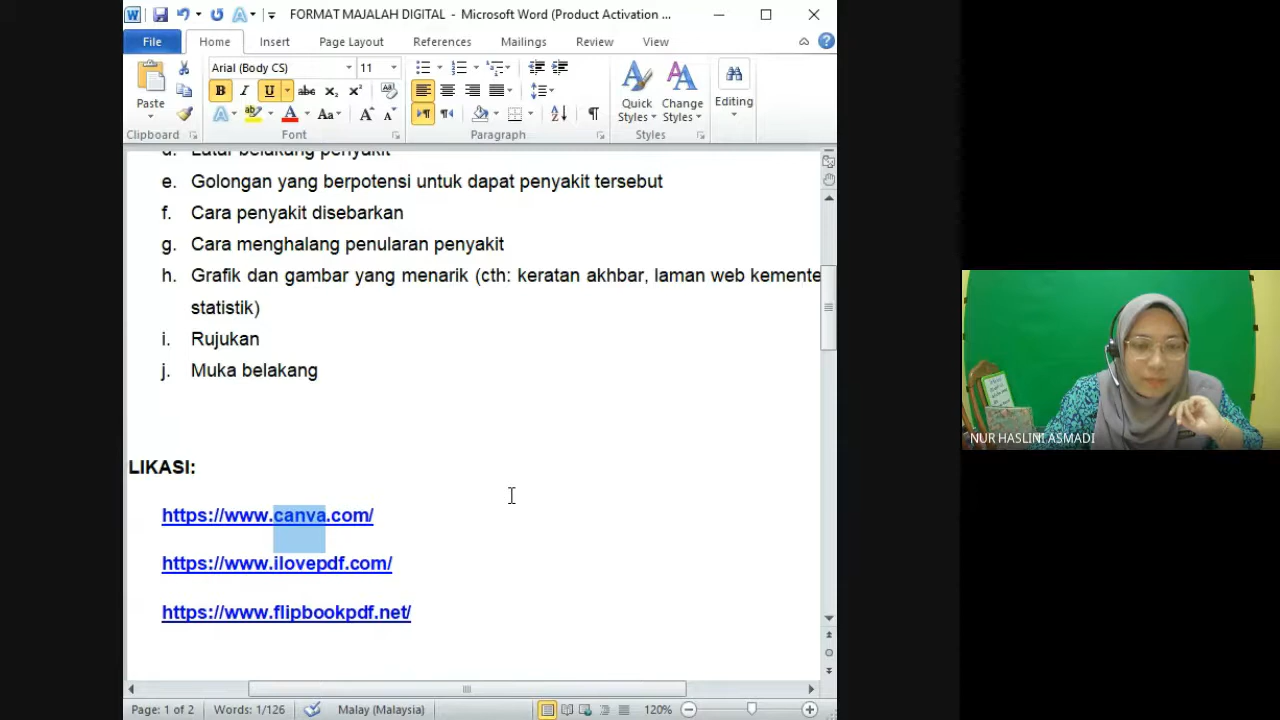 FORMAT MAJALAH DIGITAL - Microsoft Word (Product Activation ...
File Home Insert Page Layout References Mailings Review View
Arial (Body CS) 11
Paste
Quick Styles
Change Styles
Editing
Clipboard Font Paragraph Styles
d. Latar belakang penyakit
e. Golongan yang berpotensi untuk dapat penyakit tersebut
f. Cara penyakit disebarkan
g. Cara menghalang penularan penyakit
h. Grafik dan gambar yang menarik (cth: keratan akhbar, laman web kemente
statistik)
i. Rujukan
j. Muka belakang
LIKASI:
https://www.canva.com/
https://www.ilovepdf.com/
https://www.flipbookpdf.net/
Page: 1 of 2 Words: 1/126 Malay (Malaysia) 120%
NUR HASLINI ASMADI